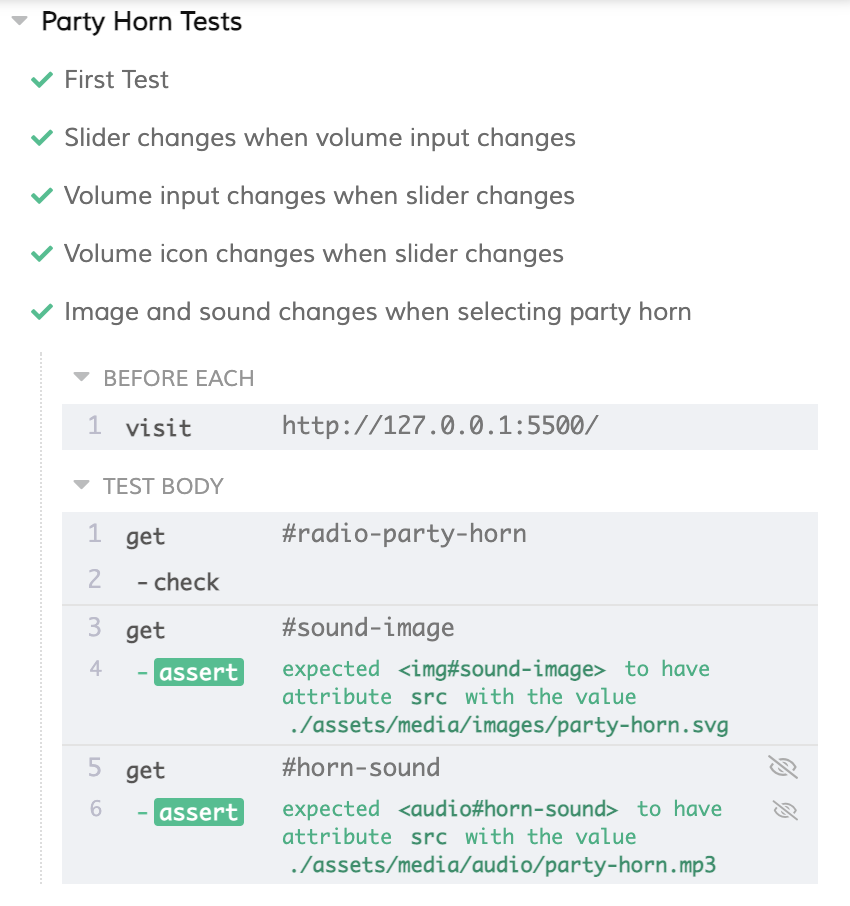 Party Horn Tests
First Test
Slider changes when volume input changes
Volume input changes when slider changes
Volume icon changes when slider changes
Image and sound changes when selecting party horn
BEFORE EACH
1 visit http://127.0.0.1:5500/
TEST BODY
1 get #radio-party-horn
2 -check
3 get #sound-image
4 -assert expected <img#sound-image> to have
attribute src with the value
./assets/media/images/party-horn.svg
5 get #horn-sound
6 -assert expected <audio#horn-sound> to have
attribute src with the value
./assets/media/audio/party-horn.mp3